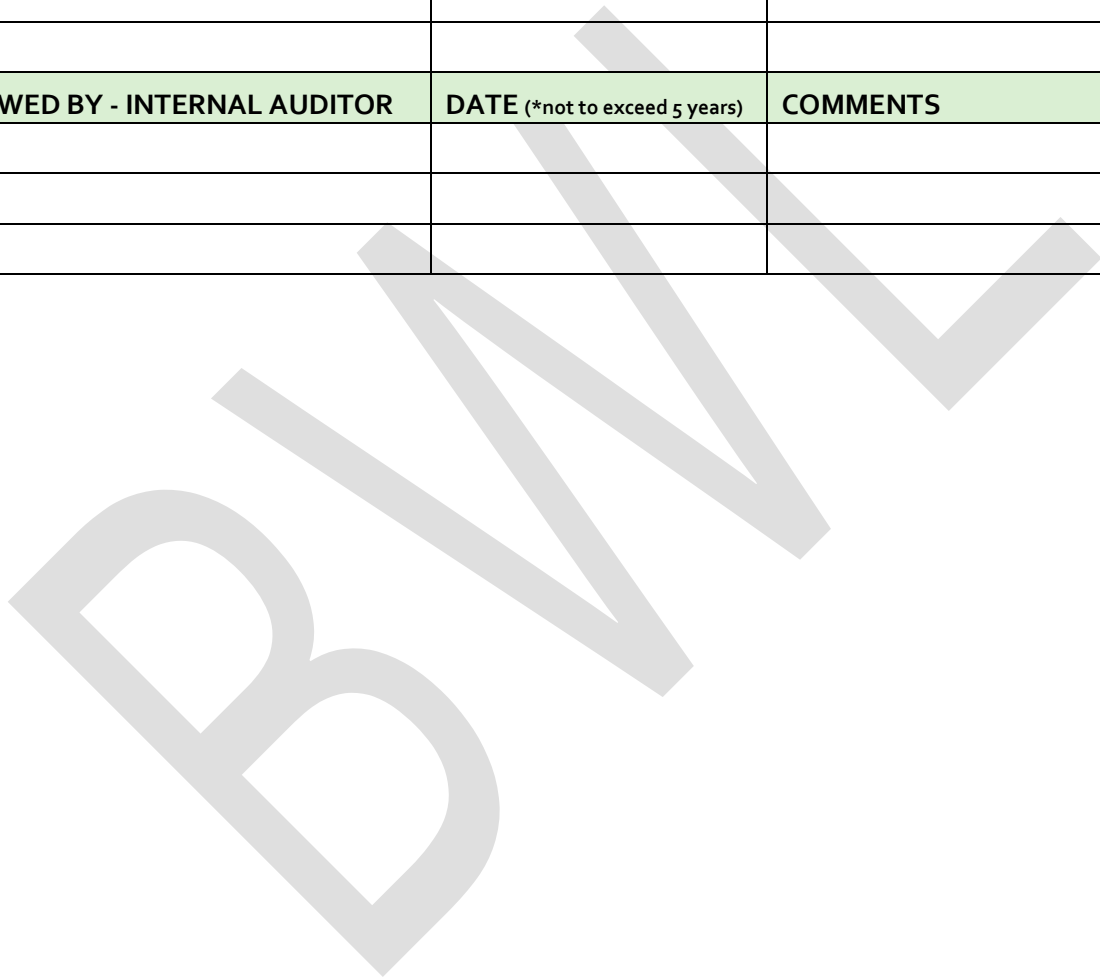 WED BY - INTERNAL AUDITOR DATE (*not to exceed 5 years) COMMENTS
BWL